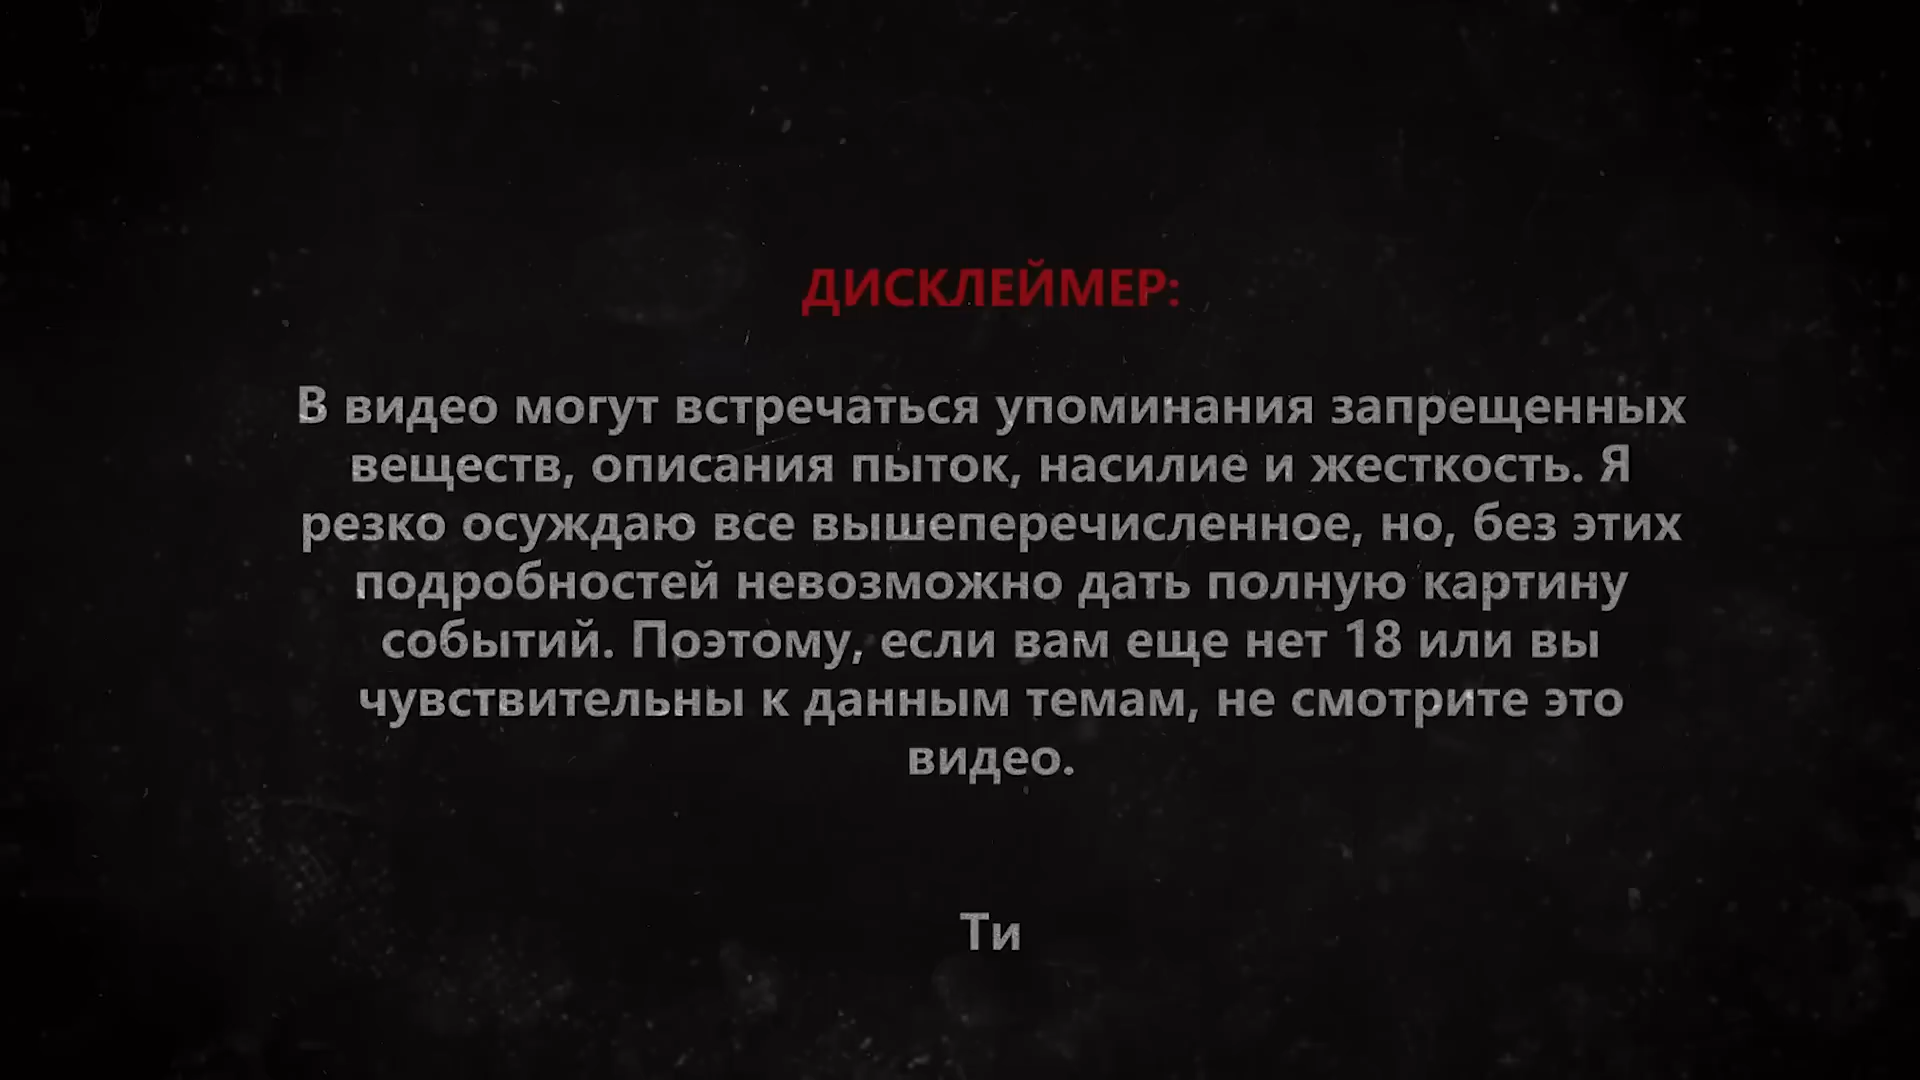 ДИСКЛЕЙМЕР:
В видео могут встречаться упоминания запрещенных
веществ, описания пыток, насилие и жесткость. Я
резко осуждаю все вышеперечисленное, но, без этих
подробностей невозможно дать полную картину
событий. Поэтому, если вам еще нет 18 или вы
чувствительны к данным темам, не смотрите это
видео.
Ти